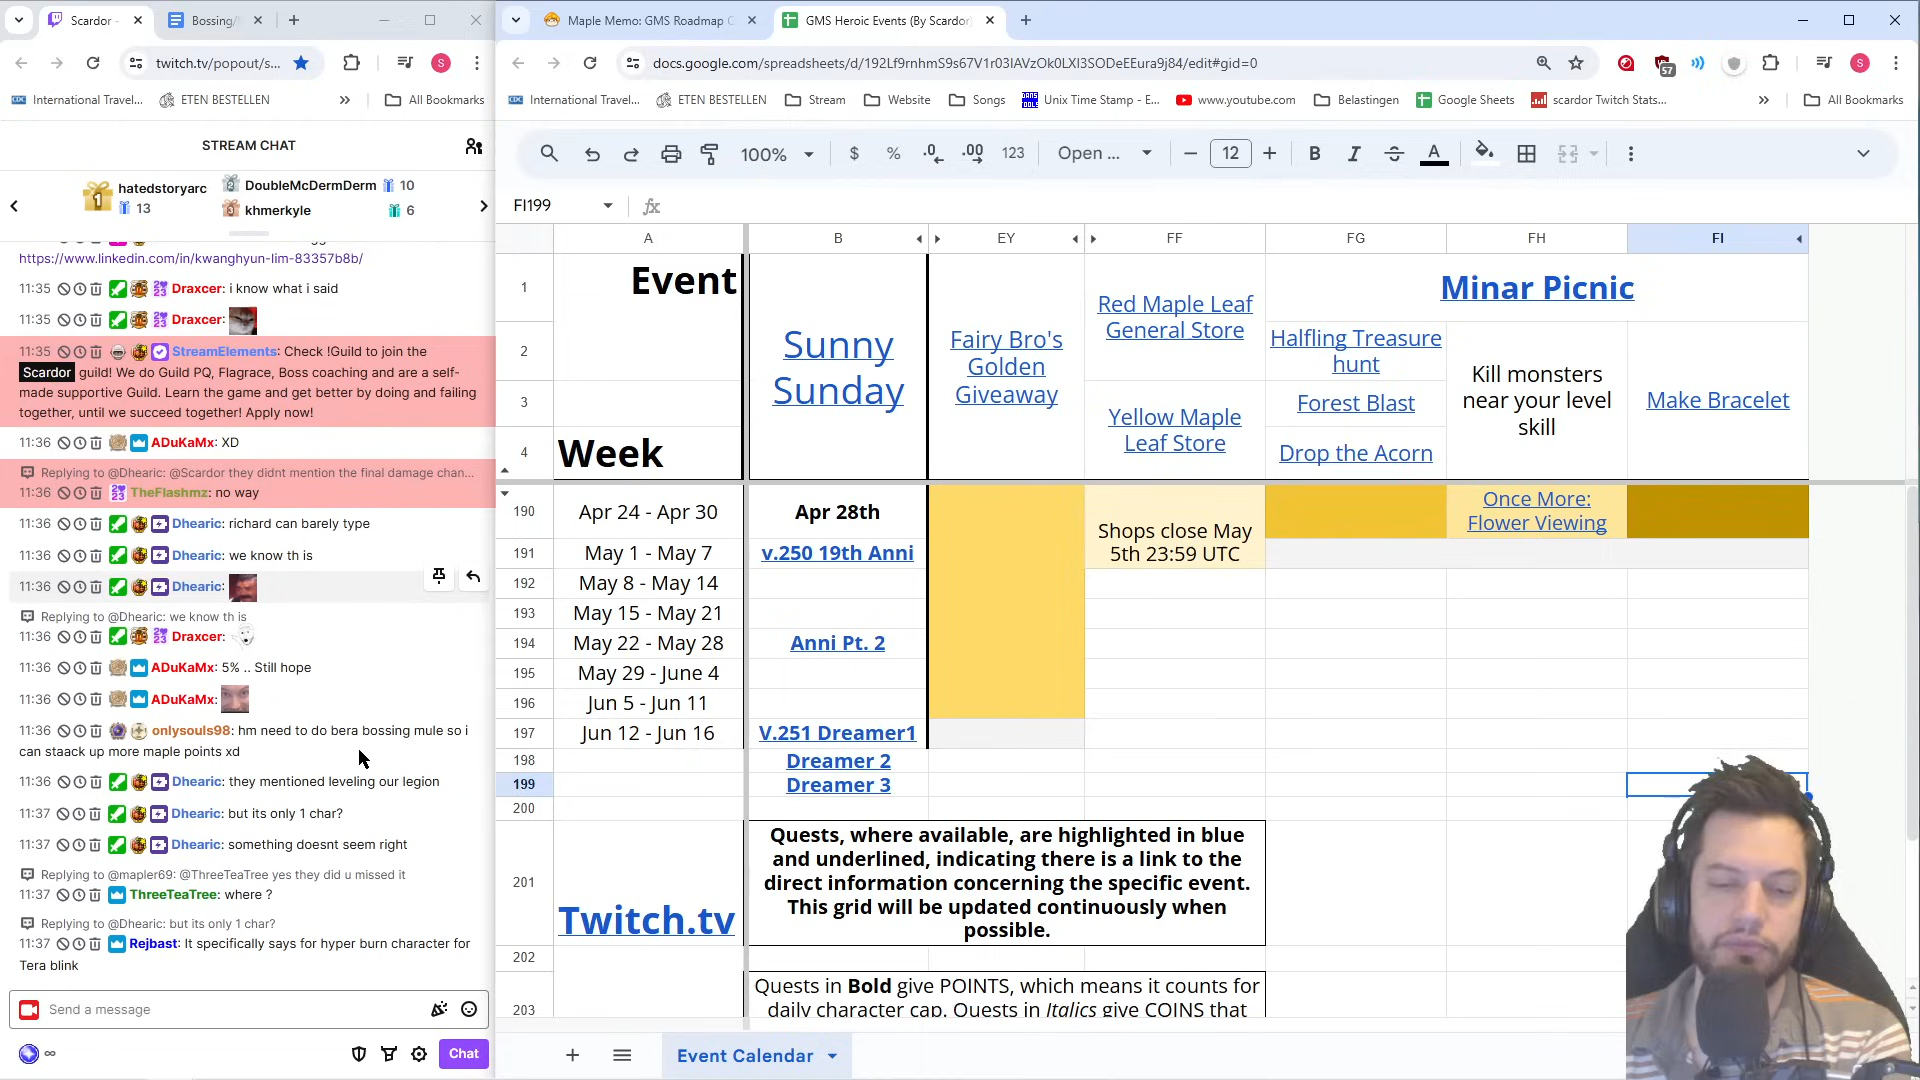 Scardor -
Bossing/
twitch.tv/popout/s...
S
International Travel...
ETEN BESTELLEN
All Bookmarks
STREAM CHAT
hatedstoryarc
13
DoubleMcDermDerm 10
khmerkyle 6
https://www.linkedin.com/in/kwanghyun-lim-83357b8b/
11:35 Draxcer: i know what i said
11:35 Draxcer:
11:35 StreamElements: Check !Guild to join the
Scardor guild! We do Guild PQ, Flagrace, Boss coaching and are a self-
made supportive Guild. Learn the game and get better by doing and failing
together, until we succeed together! Apply now!
11:36 ADuKaMx: XD
Replying to @Dhearic: @Scardor they didnt mention the final damage chan...
11:36 TheFlashmz: no way
11:36 Dhearic: richard can barely type
11:36 Dhearic: we know th is
11:36 Dhearic:
Replying to @Dhearic: we know th is
11:36 Draxcer:
11:36 ADuKaMx: 5% .. Still hope
11:36 ADuKaMx:
11:36 onlysouls98: hm need to do bera bossing mule so i
can staack up more maple points xd
11:36 Dhearic: they mentioned leveling our legion
11:37 Dhearic: but its only 1 char?
11:37 Dhearic: something doesnt seem right
Replying to @mapler69: @ThreeTeaTree yes they did u missed it
11:37 ThreeTeaTree: where ?
Replying to @Dhearic: but its only 1 char?
11:37 Rejbast: It specifically says for hyper burn character for
Tera blink
Send a message
Chat
Maple Memo: GMS Roadmap
GMS Heroic Events (By Scardor
docs.google.com/spreadsheets/d/192Lf9rnhmS9s67V1r03IAVzOk0LXl3SODeEEura9j84/edit#gid=0
57
S
International Travel...
ETEN BESTELLEN
Stream
Website
Songs
Unix Time Stamp - E...
www.youtube.com
Belastingen
Google Sheets
scardor Twitch Stats...
All Bookmarks
100%
$ % .0 .00 123
Open ...
12
B I A
FI199
fx
A B EY FF FG FH FI
1
2
3
4
Event
Week
Sunny
Sunday
Fairy Bro's
Golden
Giveaway
Red Maple Leaf
General Store
Yellow Maple
Leaf Store
Minar Picnic
Halfling Treasure
hunt
Forest Blast
Drop the Acorn
Kill monsters
near your level
skill
Make Bracelet
190 Apr 24 - Apr 30 Apr 28th
Shops close May
5th 23:59 UTC
Once More:
Flower Viewing
191 May 1 - May 7 v.250 19th Anni
192 May 8 - May 14
193 May 15 - May 21
194 May 22 - May 28 Anni Pt. 2
195 May 29 - June 4
196 Jun 5 - Jun 11
197 Jun 12 - Jun 16 V.251 Dreamer1
198 Dreamer 2
199 Dreamer 3
200
201
Twitch.tv
Quests, where available, are highlighted in blue
and underlined, indicating there is a link to the
direct information concerning the specific event.
This grid will be updated continuously when
possible.
202
203
Quests in Bold give POINTS, which means it counts for
daily character cap. Quests in Italics give COINS that
Event Calendar